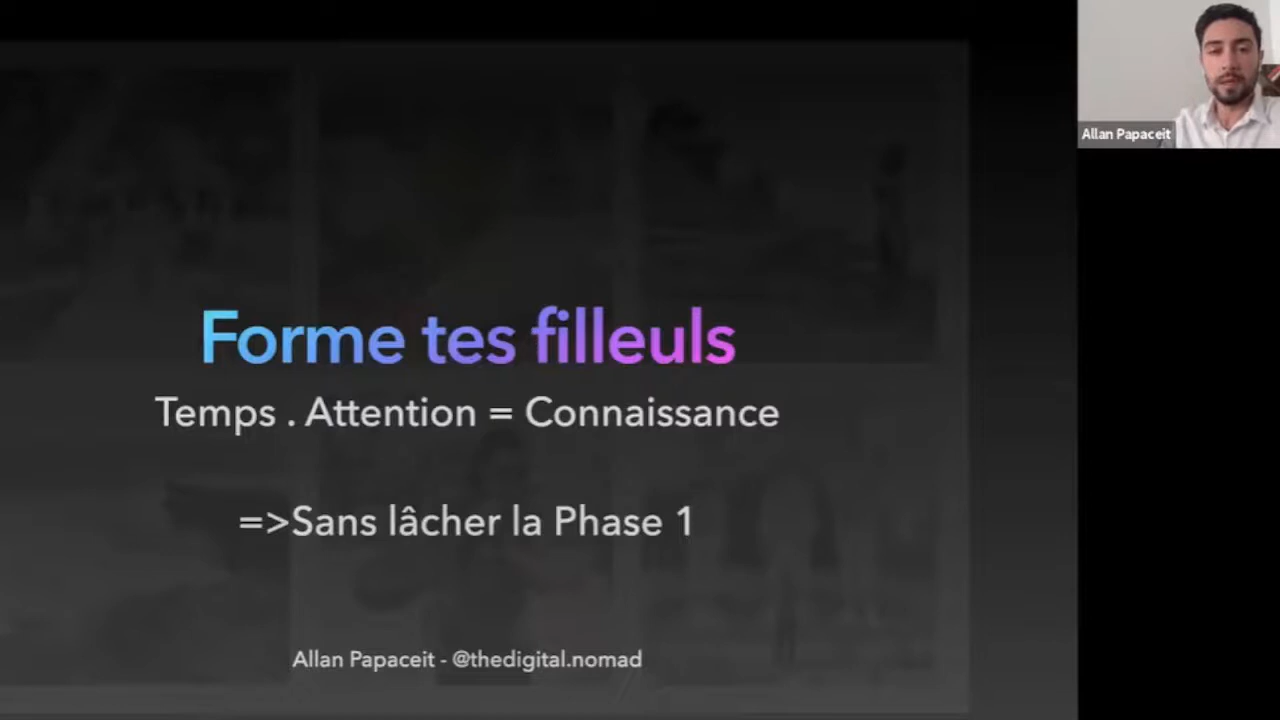 Forme tes filleuls
Temps . Attention = Connaissance
=>Sans lâcher la Phase 1
Allan Papaceit - @thedigital.nomad
Allan Papaceit